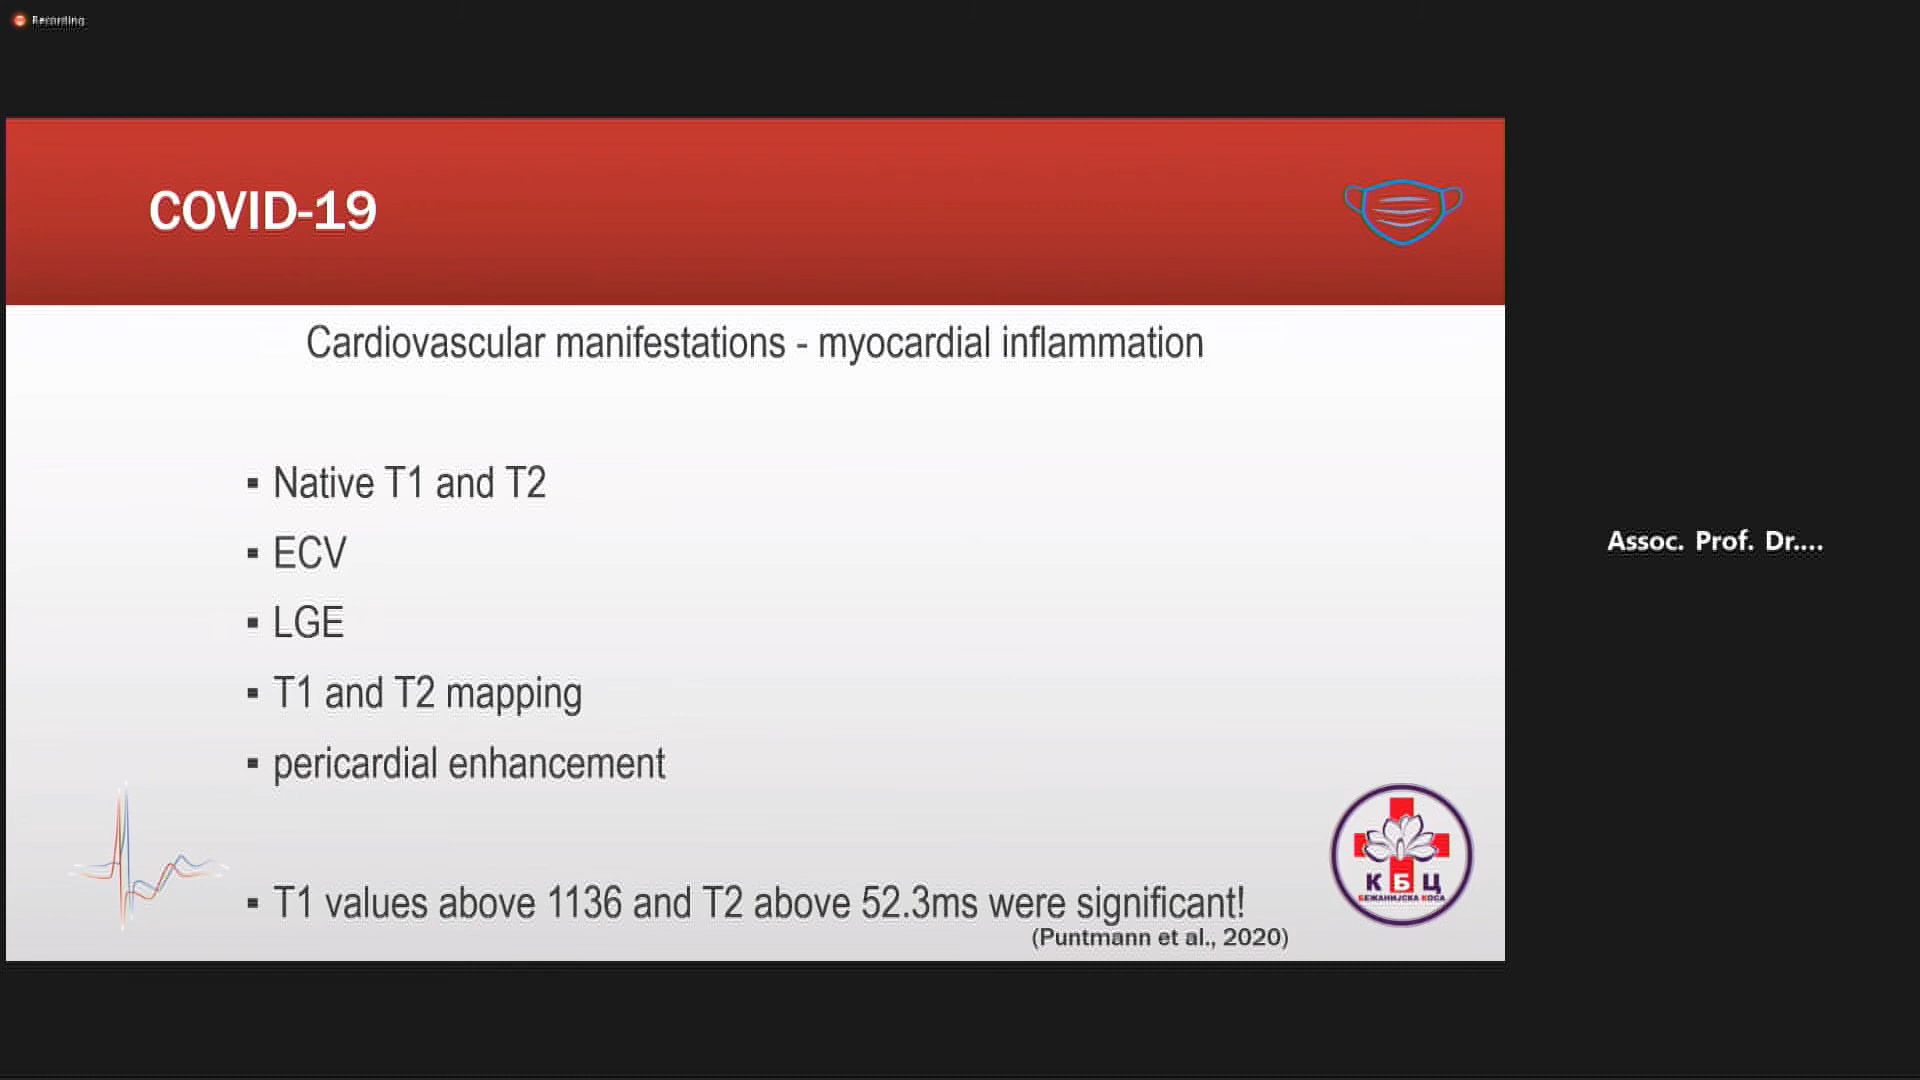 Recording
COVID-19
Cardiovascular manifestations - myocardial inflammation
▪ Native T1 and T2
▪ ECV
▪ LGE
▪ T1 and T2 mapping
▪ pericardial enhancement
▪ T1 values above 1136 and T2 above 52.3ms were significant!
(Puntmann et al., 2020)
К Б Ц
БЕЖАНИЈСКА КОСА
Assoc. Prof. Dr....